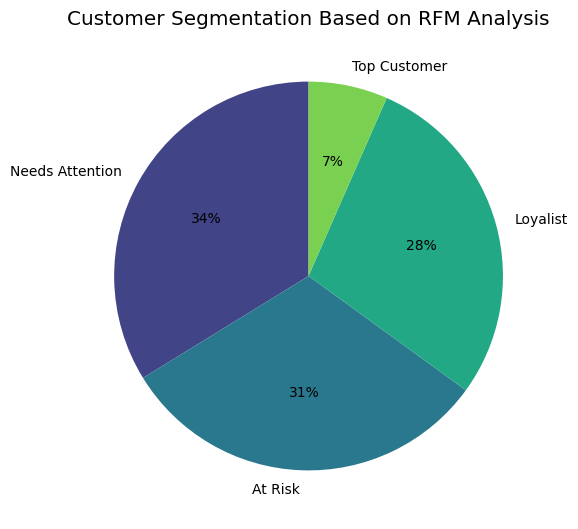 Customer Segmentation Based on RFM Analysis
Top Customer
7%
Needs Attention
34%
Loyalist
28%
31%
At Risk